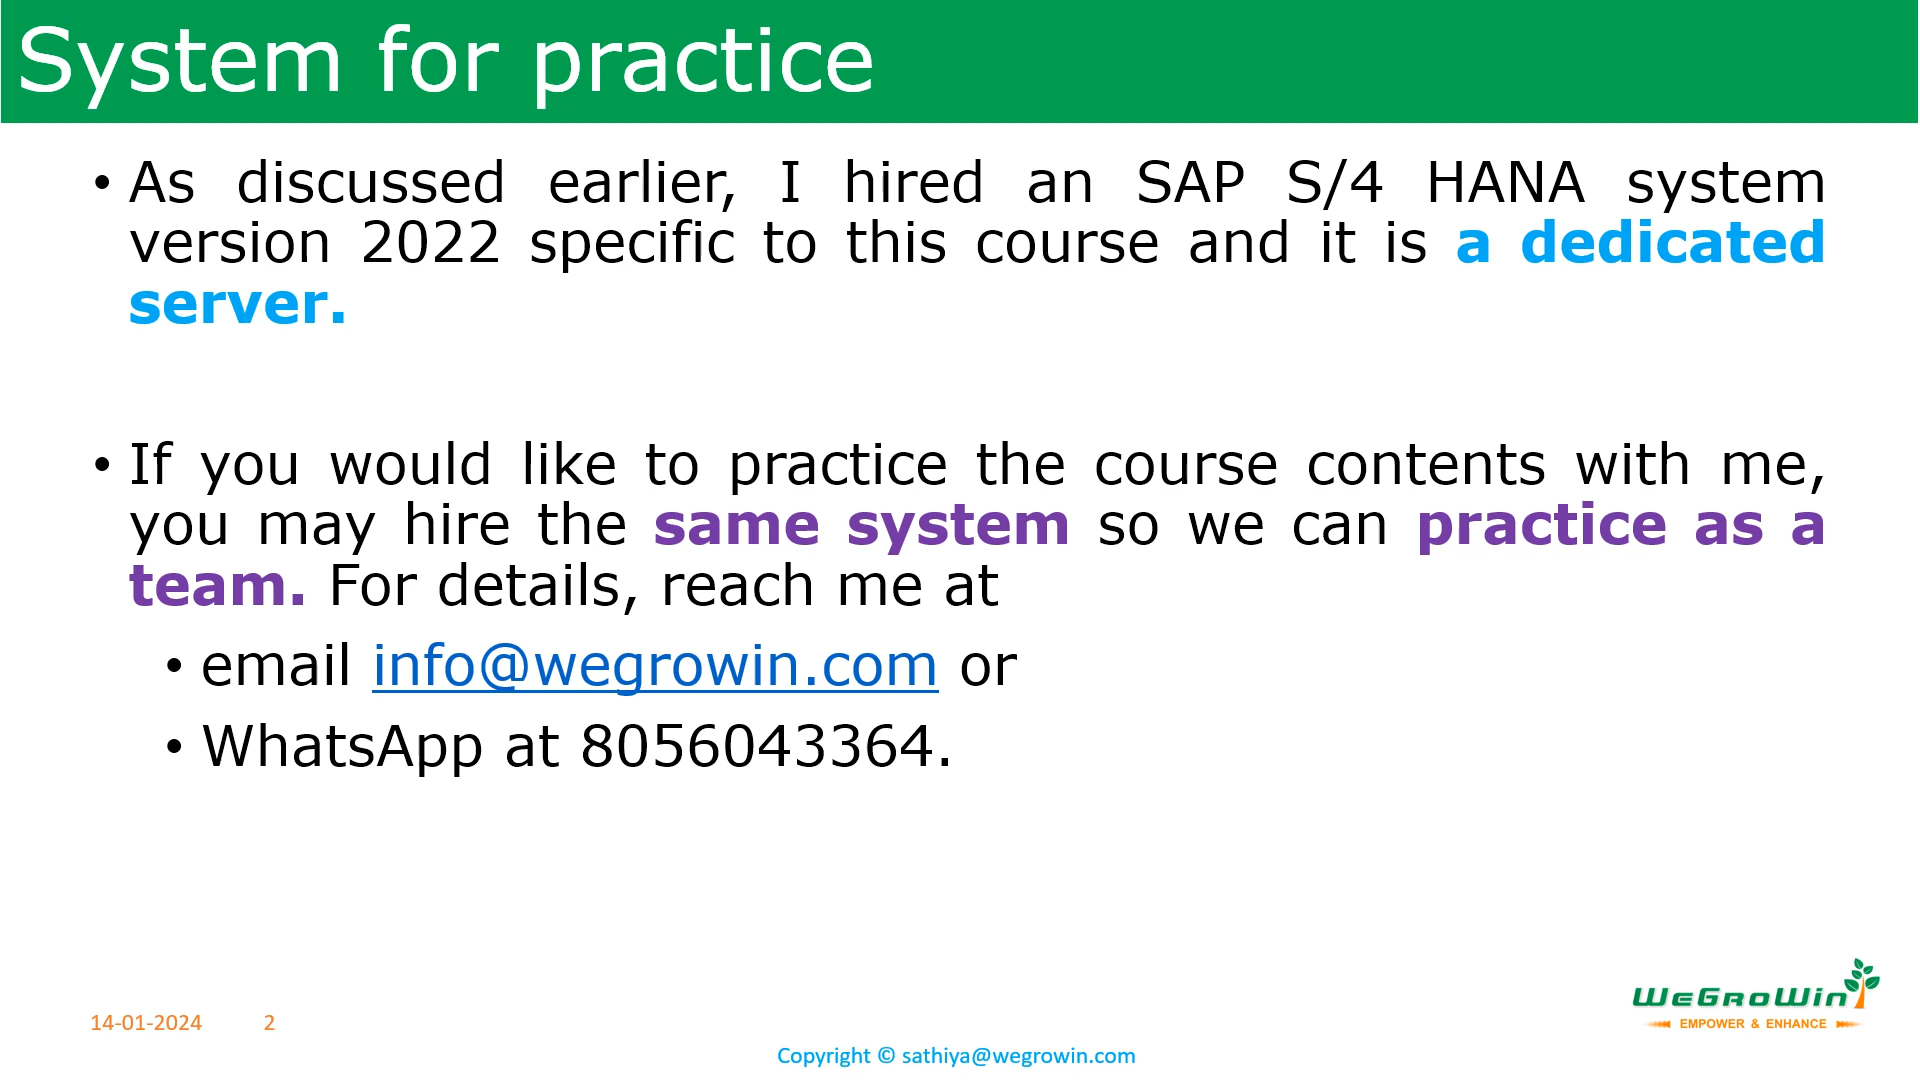 System for practice
• As discussed earlier, I hired an SAP S/4 HANA system
version 2022 specific to this course and it is a dedicated
server.
• If you would like to practice the course contents with me,
you may hire the same system so we can practice as a
team. For details, reach me at
• email info@wegrowin.com or
• WhatsApp at 8056043364.
WeGroWin
EMPOWER & ENHANCE
14-01-2024 2
Copyright © sathiya@wegrowin.com